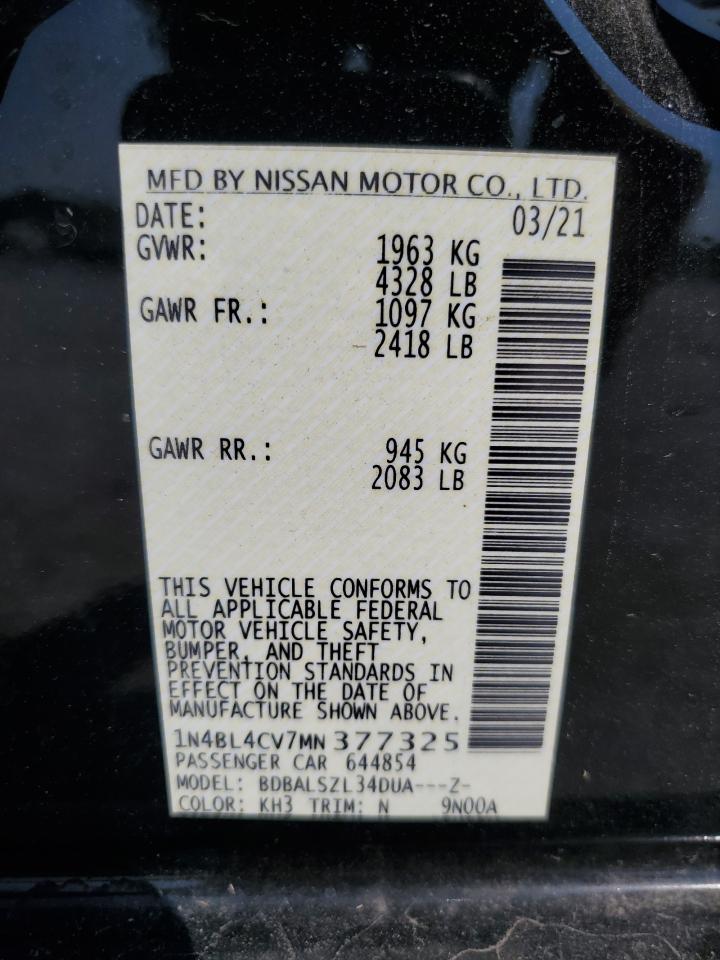 MFD BY NISSAN MOTOR CO., LTD.
DATE: 03/21
GVWR: 1963 KG
4328 LB
GAWR FR.: 1097 KG
2418 LB
GAWR RR.: 945 KG
2083 LB
THIS VEHICLE CONFORMS TO
ALL APPLICABLE FEDERAL
MOTOR VEHICLE SAFETY,
BUMPER, AND THEFT
PREVENTION STANDARDS IN
EFFECT ON THE DATE OF
MANUFACTURE SHOWN ABOVE.
1N4BL4CV7MN377325
PASSENGER CAR 644854
MODEL: BDBALSZL34DUA---Z-
COLOR: KH3 TRIM: N 9N00A